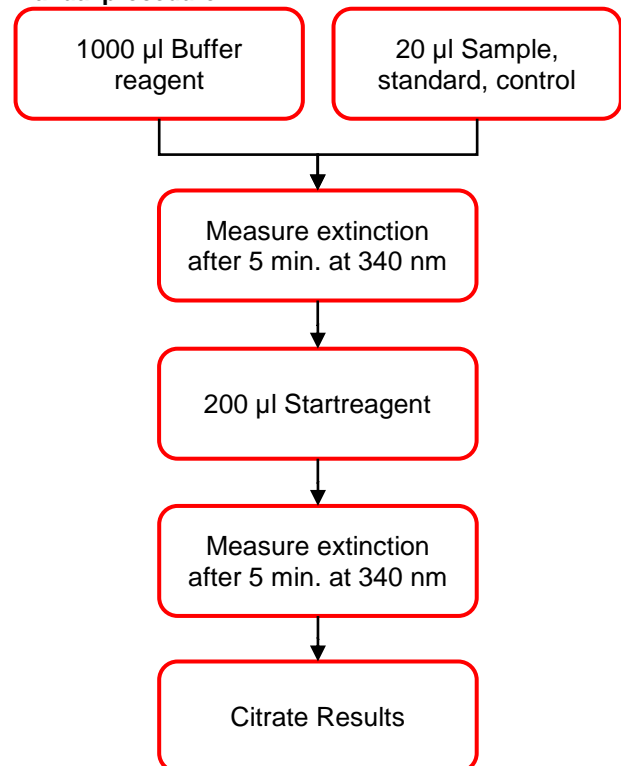 1000 µl Buffer
reagent
20 µl Sample,
standard, control
Measure extinction
after 5 min. at 340 nm
200 µl Startreagent
Measure extinction
after 5 min. at 340 nm
Citrate Results